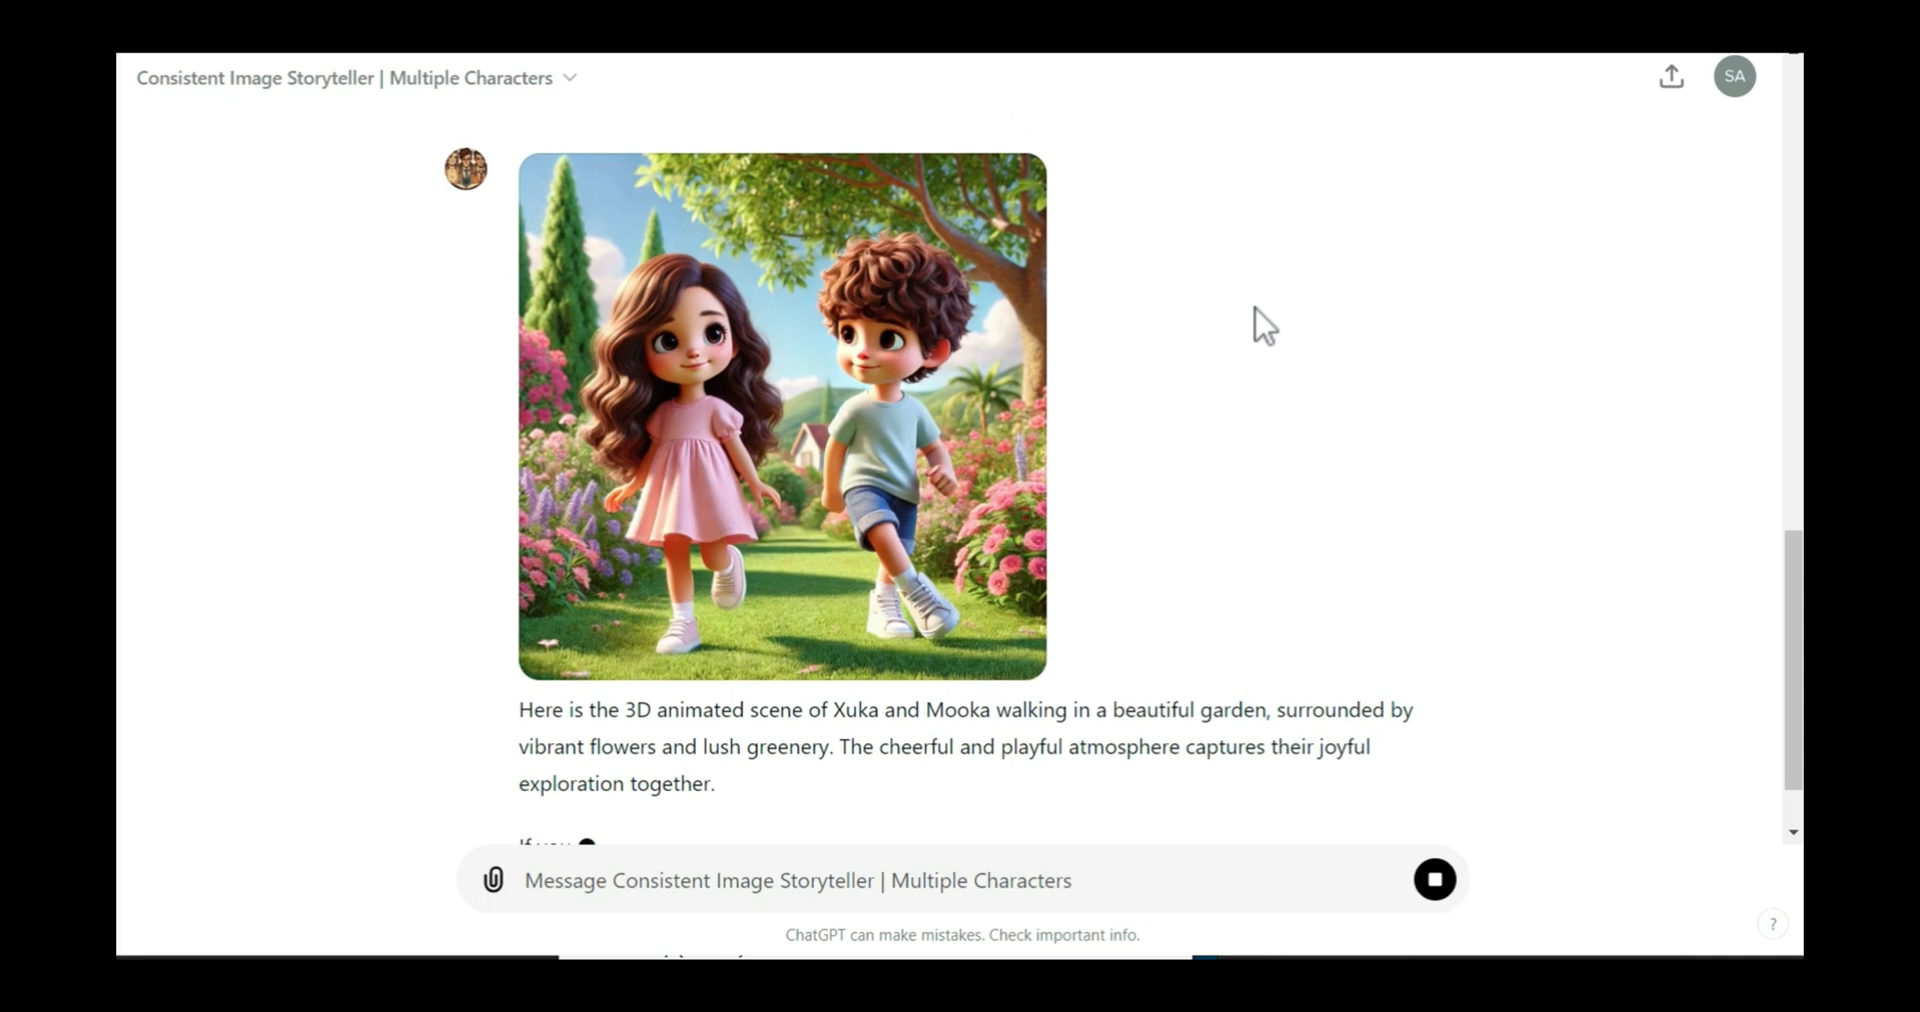 Consistent Image Storyteller | Multiple Characters
SA
Here is the 3D animated scene of Xuka and Mooka walking in a beautiful garden, surrounded by
vibrant flowers and lush greenery. The cheerful and playful atmosphere captures their joyful
exploration together.
If you
Message Consistent Image Storyteller | Multiple Characters
ChatGPT can make mistakes. Check important info.
?